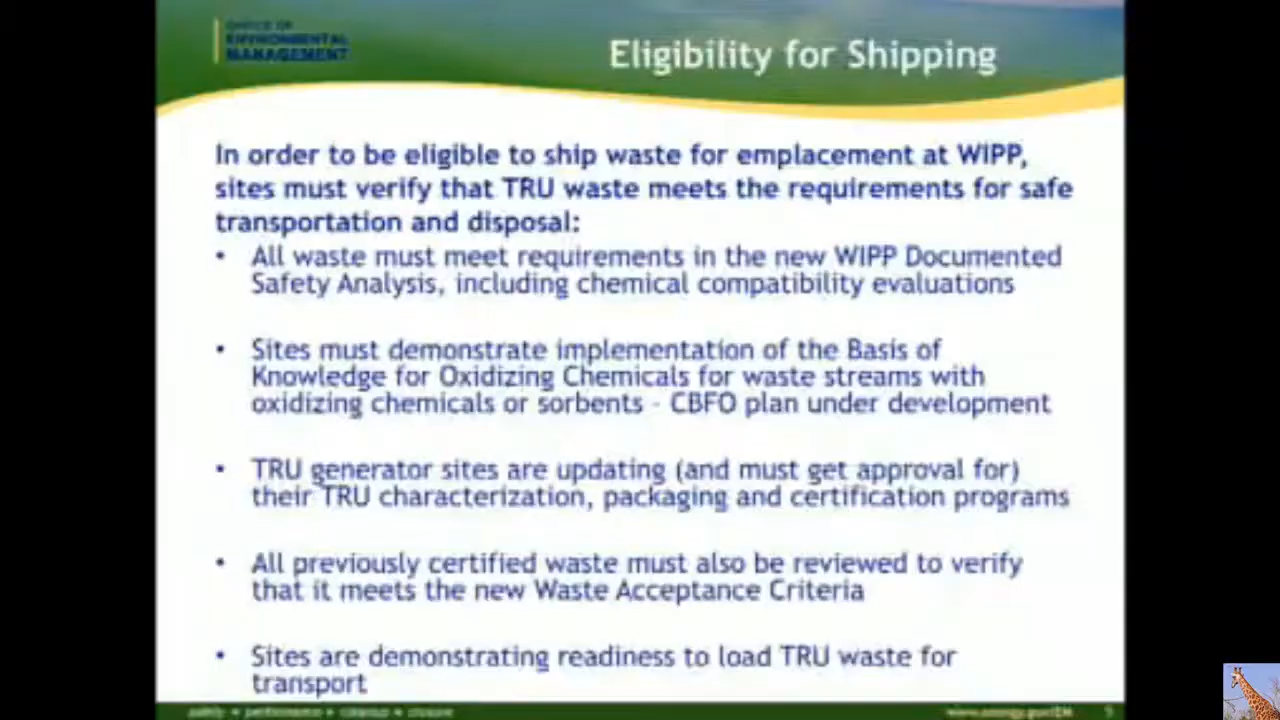 OFFICE OF
ENVIRONMENTAL
MANAGEMENT
Eligibility for Shipping
In order to be eligible to ship waste for emplacement at WIPP,
sites must verify that TRU waste meets the requirements for safe
transportation and disposal:
• All waste must meet requirements in the new WIPP Documented
Safety Analysis, including chemical compatibility evaluations
• Sites must demonstrate implementation of the Basis of
Knowledge for Oxidizing Chemicals for waste streams with
oxidizing chemicals or sorbents - CBFO plan under development
• TRU generator sites are updating (and must get approval for)
their TRU characterization, packaging and certification programs
• All previously certified waste must also be reviewed to verify
that it meets the new Waste Acceptance Criteria
• Sites are demonstrating readiness to load TRU waste for
transport
safety • performance • cleanup • closure
www.energy.gov/EM